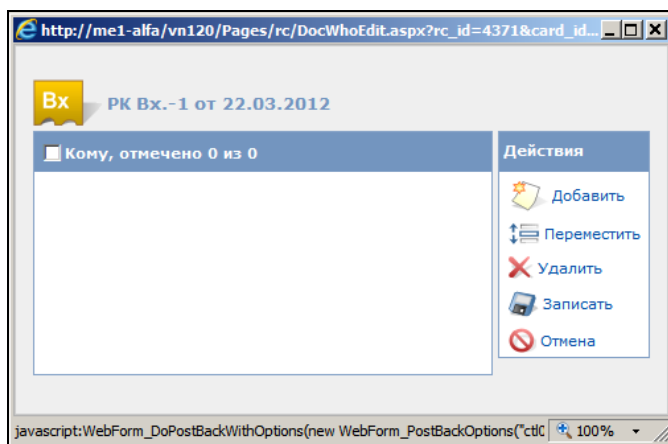 http://me1-alfa/vn120/Pages/rc/DocWhoEdit.aspx?rc_id=4371&card_id...
Вх
РК Вх.-1 от 22.03.2012
Кому, отмечено 0 из 0
Действия
Добавить
Переместить
Удалить
Записать
Отмена
javascript:WebForm_DoPostBackWithOptions(new WebForm_PostBackOptions("ctl0
100%